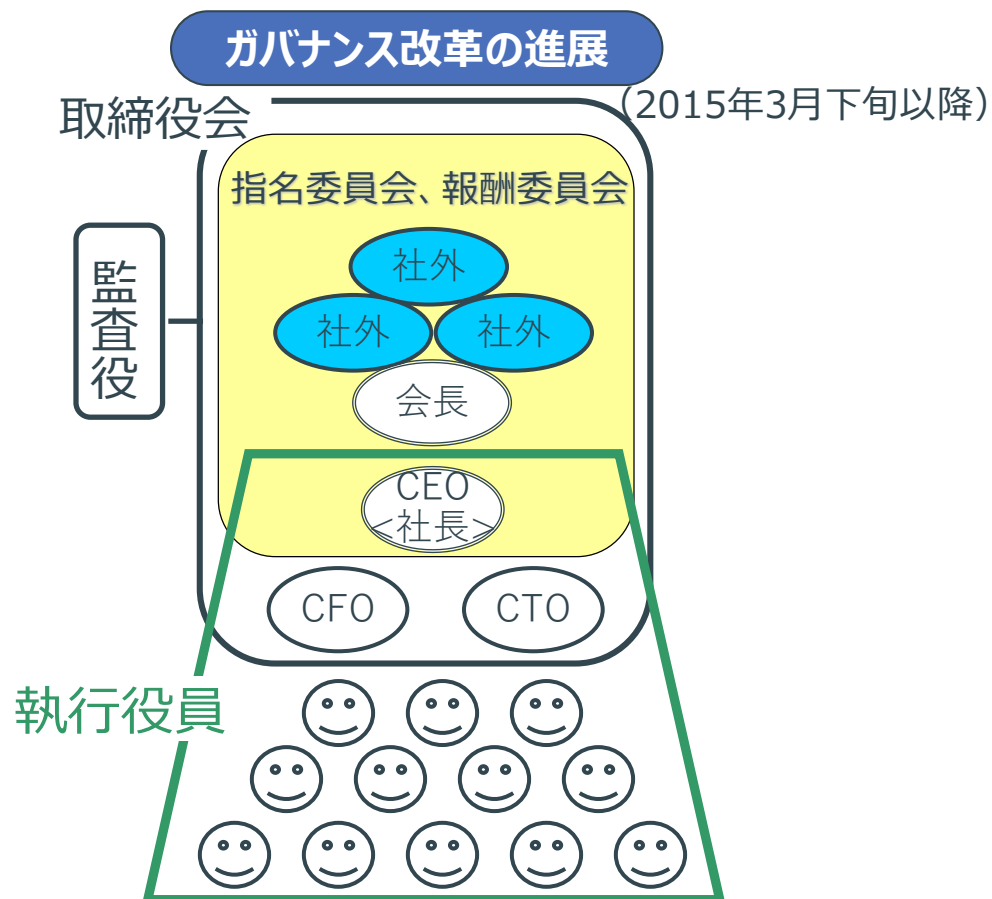 ガバナンス改革の進展
(2015年3月下旬以降)
取締役会
指名委員会、報酬委員会
監査役
社外
社外
社外
会長
CEO
<社長>
CFO
CTO
執行役員